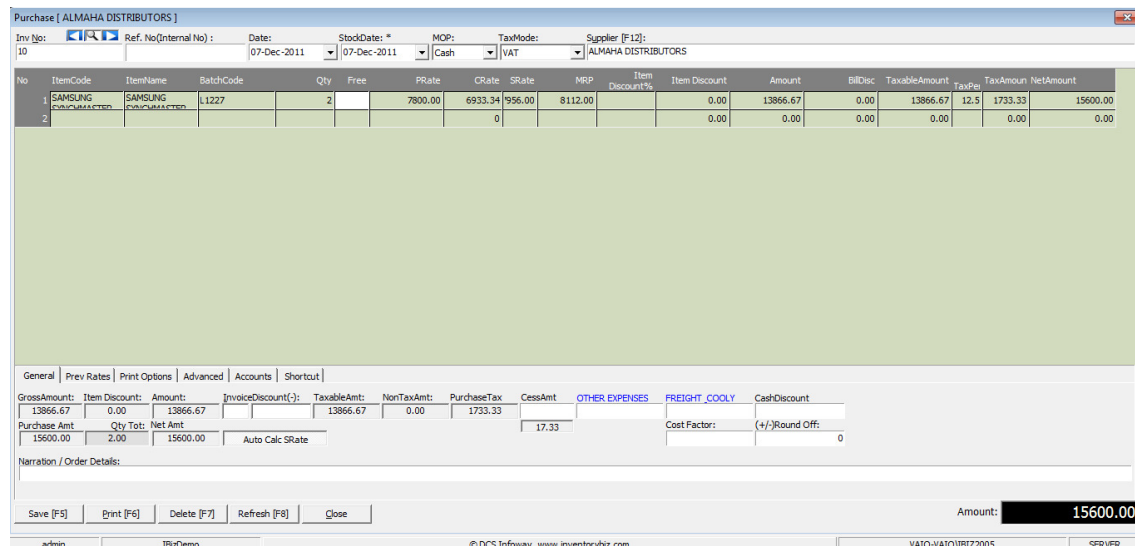 Purchase [ ALMAHA DISTRIBUTORS ]
Inv No: Ref. No(Internal No) : Date: StockDate: * MOP: TaxMode: Supplier [F12]:
10 07-Dec-2011 07-Dec-2011 Cash VAT ALMAHA DISTRIBUTORS
No ItemCode ItemName BatchCode Qty Free PRate CRate SRate MRP Item Discount% Item Discount Amount BillDisc TaxableAmount TaxPer TaxAmoun NetAmount
1 SAMSUNG SAMSUNG L1227 2 7800.00 6933.34 956.00 8112.00 0.00 13866.67 0.00 13866.67 12.5 1733.33 15600.00
SYNCHMASTER SYNCHMASTER
2 0 0.00 0.00 0.00 0.00 0.00 0.00
General Prev Rates Print Options Advanced Accounts Shortcut
GrossAmount: Item Discount: Amount: InvoiceDiscount(-): TaxableAmt: NonTaxAmt: PurchaseTax CessAmt OTHER EXPENSES FREIGHT_COOLY CashDiscount
13866.67 0.00 13866.67 13866.67 0.00 1733.33
Purchase Amt Qty Tot: Net Amt 17.33 Cost Factor: (+/-)Round Off:
15600.00 2.00 15600.00 Auto Calc SRate 0
Narration / Order Details:
Save [F5] Print [F6] Delete [F7] Refresh [F8] Close Amount: 15600.00
admin IBizDemo © DCS Infoway, www.inventorybiz.com VAIO-VAIO\IBIZ2005 SERVER